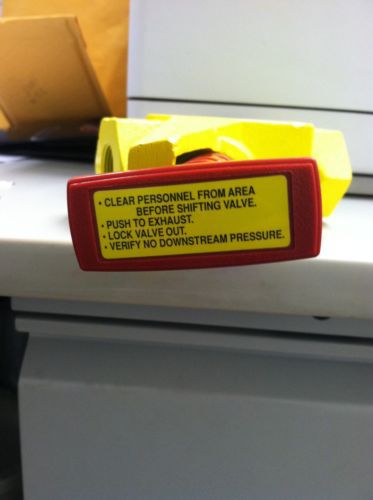 • CLEAR PERSONNEL FROM AREA
BEFORE SHIFTING VALVE.
• PUSH TO EXHAUST.
• LOCK VALVE OUT.
• VERIFY NO DOWNSTREAM PRESSURE.